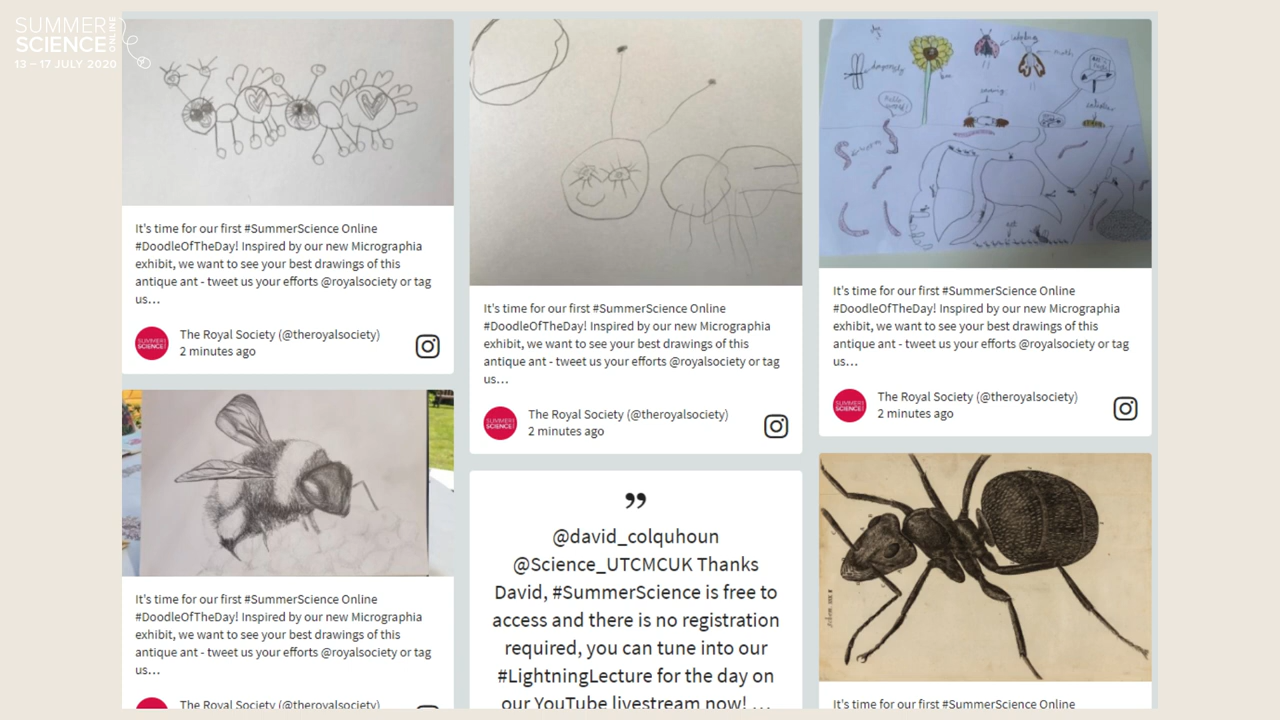 SUMMER
SCIENCE
ONLINE
13 – 17 JULY 2020
It's time for our first #SummerScience Online
#DoodleOfTheDay! Inspired by our new Micrographia
exhibit, we want to see your best drawings of this
antique ant - tweet us your efforts @royalsociety or tag
us…
The Royal Society (@theroyalsociety)
2 minutes ago
It's time for our first #SummerScience Online
#DoodleOfTheDay! Inspired by our new Micrographia
exhibit, we want to see your best drawings of this
antique ant - tweet us your efforts @royalsociety or tag
us…
The Royal Society (@theroyalsociety)
It's time for our first #SummerScience Online
#DoodleOfTheDay! Inspired by our new Micrographia
exhibit, we want to see your best drawings of this
antique ant - tweet us your efforts @royalsociety or tag
us…
The Royal Society (@theroyalsociety)
2 minutes ago
@david_colquhoun
@Science_UTCMCUK Thanks
David, #SummerScience is free to
access and there is no registration
required, you can tune into our
#LightningLecture for the day on
our YouTube livestream now! …
ladybug
moth
hello
It's time for our first #SummerScience Online
#DoodleOfTheDay! Inspired by our new Micrographia
exhibit, we want to see your best drawings of this
antique ant - tweet us your efforts @royalsociety or tag
us…
The Royal Society (@theroyalsociety)
2 minutes ago
It's time for our first #SummerScience Online